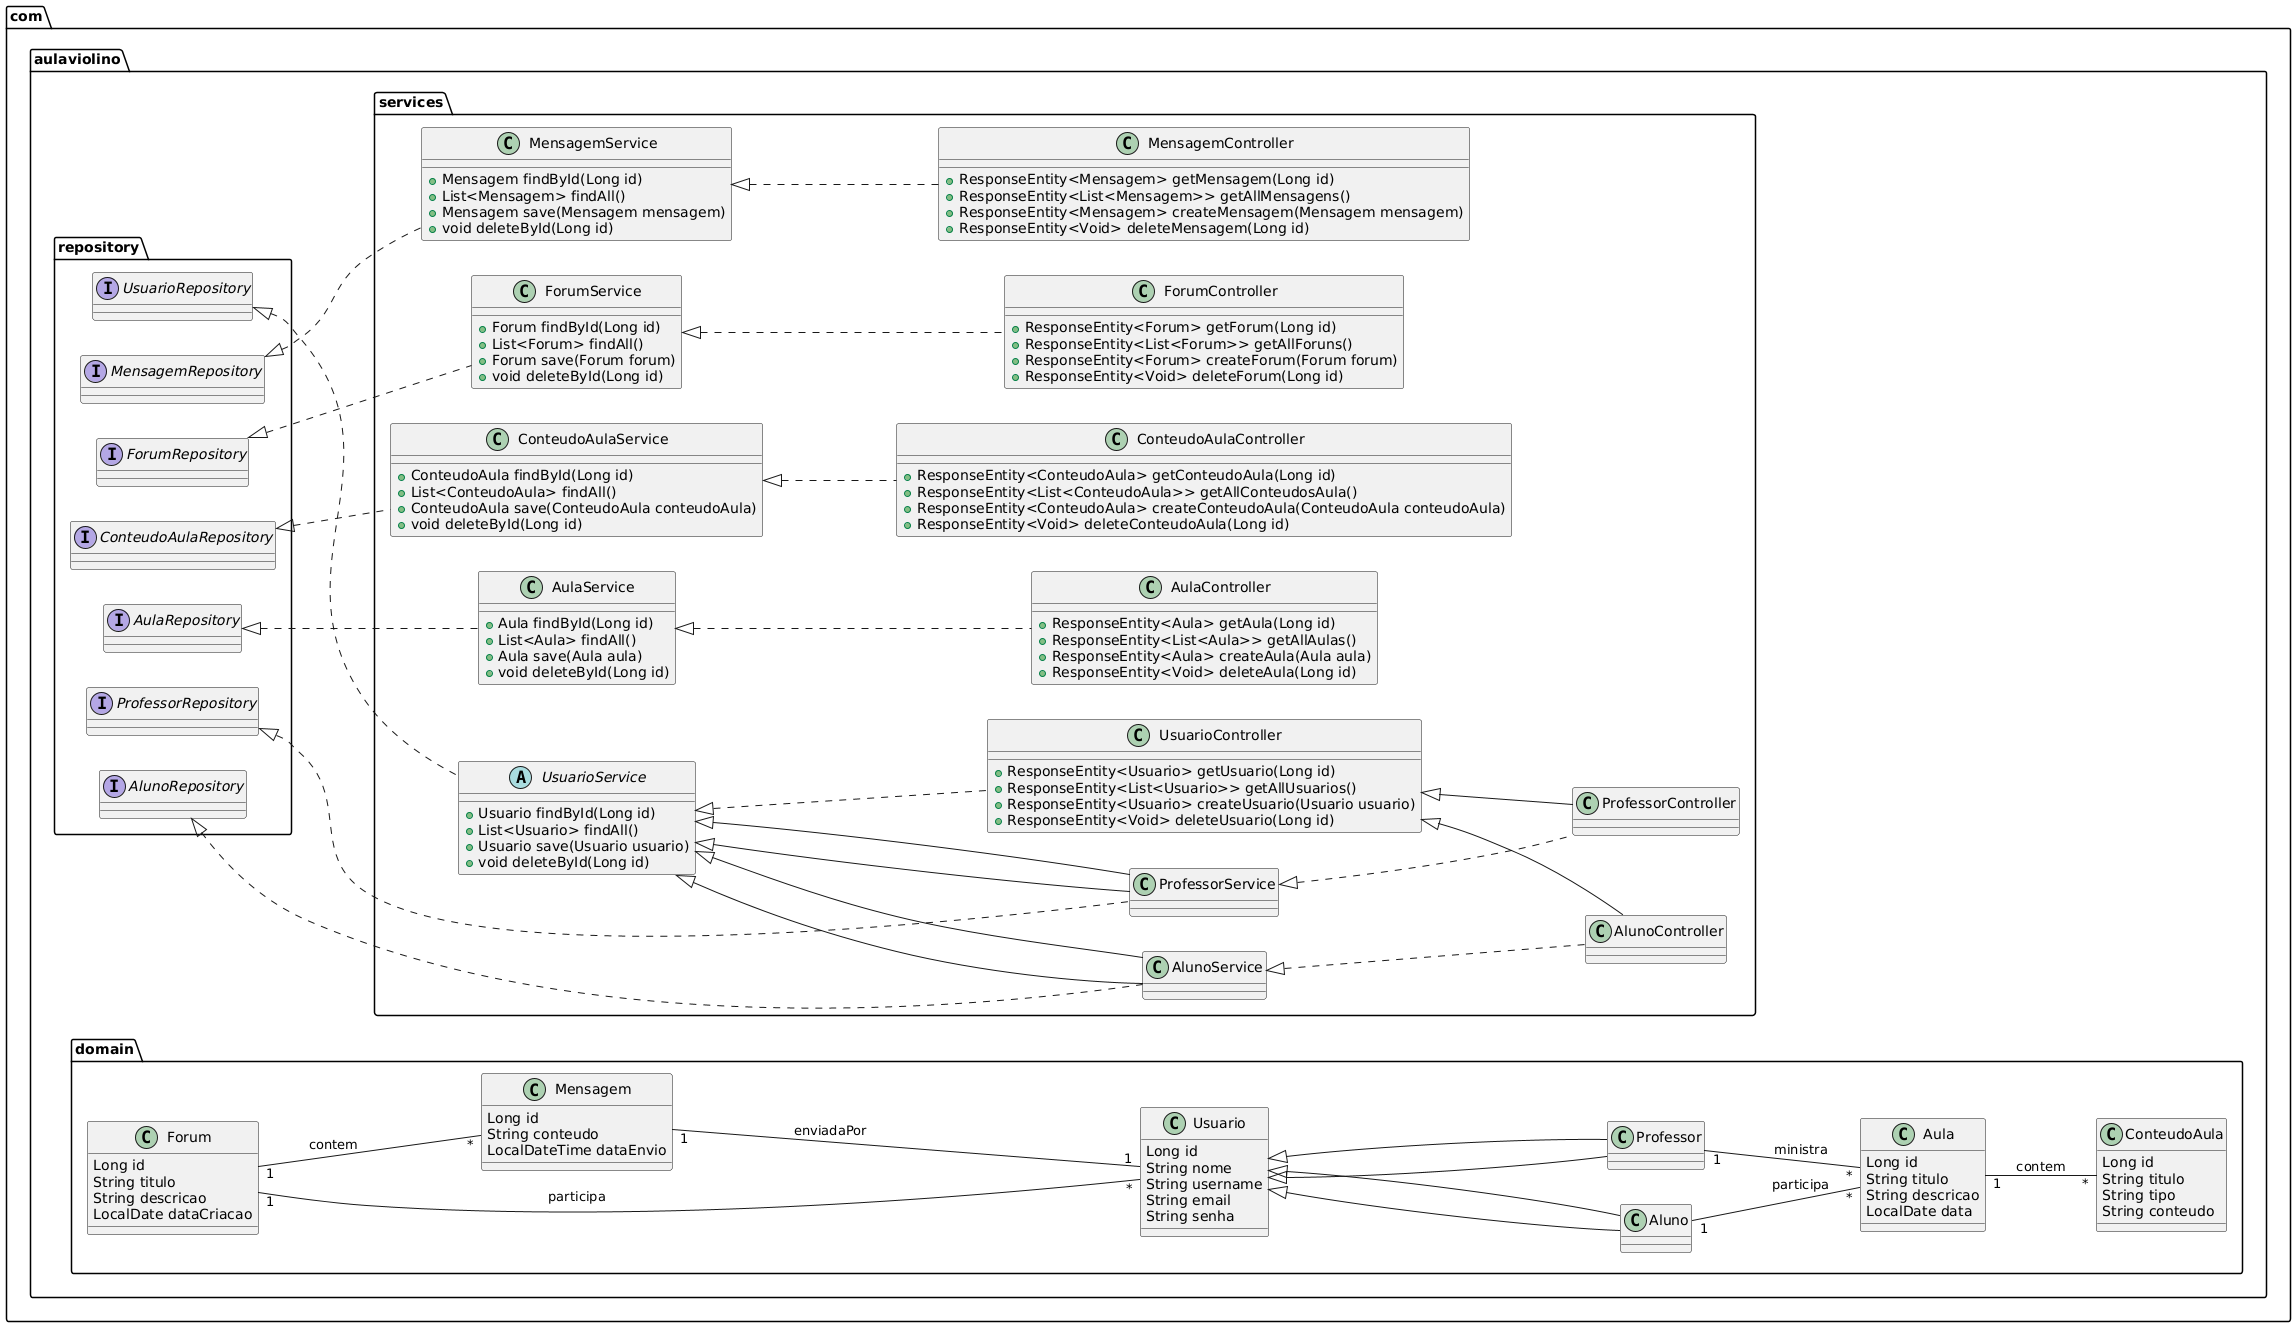 com
aulaviolino
services
MensagemService
Mensagem findById(Long id)
List<Mensagem> findAll()
Mensagem save(Mensagem mensagem)
void deleteById(Long id)
MensagemController
ResponseEntity<Mensagem> getMensagem(Long id)
ResponseEntity<List<Mensagem>> getAllMensagens()
ResponseEntity<Mensagem> createMensagem(Mensagem mensagem)
ResponseEntity<Void> deleteMensagem(Long id)
repository
UsuarioRepository
MensagemRepository
ForumRepository
ConteudoAulaRepository
AulaRepository
ProfessorRepository
AlunoRepository
ForumService
Forum findById(Long id)
List<Forum> findAll()
Forum save(Forum forum)
void deleteById(Long id)
ForumController
ResponseEntity<Forum> getForum(Long id)
ResponseEntity<List<Forum>> getAllForuns()
ResponseEntity<Forum> createForum(Forum forum)
ResponseEntity<Void> deleteForum(Long id)
ConteudoAulaService
ConteudoAula findById(Long id)
List<ConteudoAula> findAll()
ConteudoAula save(ConteudoAula conteudoAula)
void deleteById(Long id)
ConteudoAulaController
ResponseEntity<ConteudoAula> getConteudoAula(Long id)
ResponseEntity<List<ConteudoAula>> getAllConteudosAula()
ResponseEntity<ConteudoAula> createConteudoAula(ConteudoAula conteudoAula)
ResponseEntity<Void> deleteConteudoAula(Long id)
AulaService
Aula findById(Long id)
List<Aula> findAll()
Aula save(Aula aula)
void deleteById(Long id)
AulaController
ResponseEntity<Aula> getAula(Long id)
ResponseEntity<List<Aula>> getAllAulas()
ResponseEntity<Aula> createAula(Aula aula)
ResponseEntity<Void> deleteAula(Long id)
UsuarioService
Usuario findById(Long id)
List<Usuario> findAll()
Usuario save(Usuario usuario)
void deleteById(Long id)
UsuarioController
ResponseEntity<Usuario> getUsuario(Long id)
ResponseEntity<List<Usuario>> getAllUsuarios()
ResponseEntity<Usuario> createUsuario(Usuario usuario)
ResponseEntity<Void> deleteUsuario(Long id)
ProfessorController
ProfessorService
AlunoController
AlunoService
domain
Forum
Long id
String titulo
String descricao
LocalDate dataCriacao
contem
1
*
participa
1
*
Mensagem
Long id
String conteudo
LocalDateTime dataEnvio
enviadaPor
1
1
Usuario
Long id
String nome
String username
String email
String senha
Professor
Aluno
ministra
1
*
participa
1
*
Aula
Long id
String titulo
String descricao
LocalDate data
contem
1
*
ConteudoAula
Long id
String titulo
String tipo
String conteudo